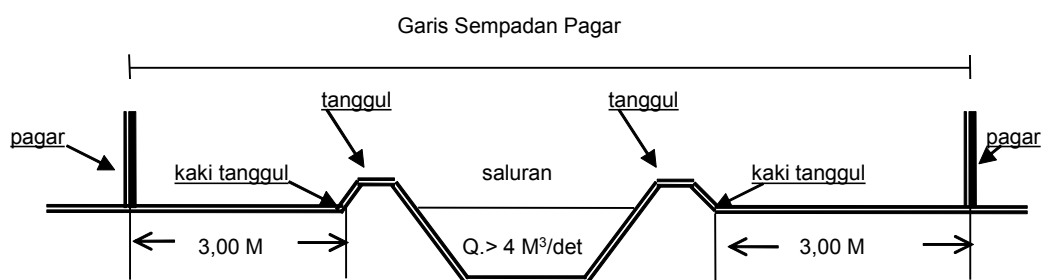 Garis Sempadan Pagar
tanggul
tanggul
pagar
kaki tanggul
saluran
kaki tanggul
pagar
3,00 M
Q.> 4 M³/det
3,00 M